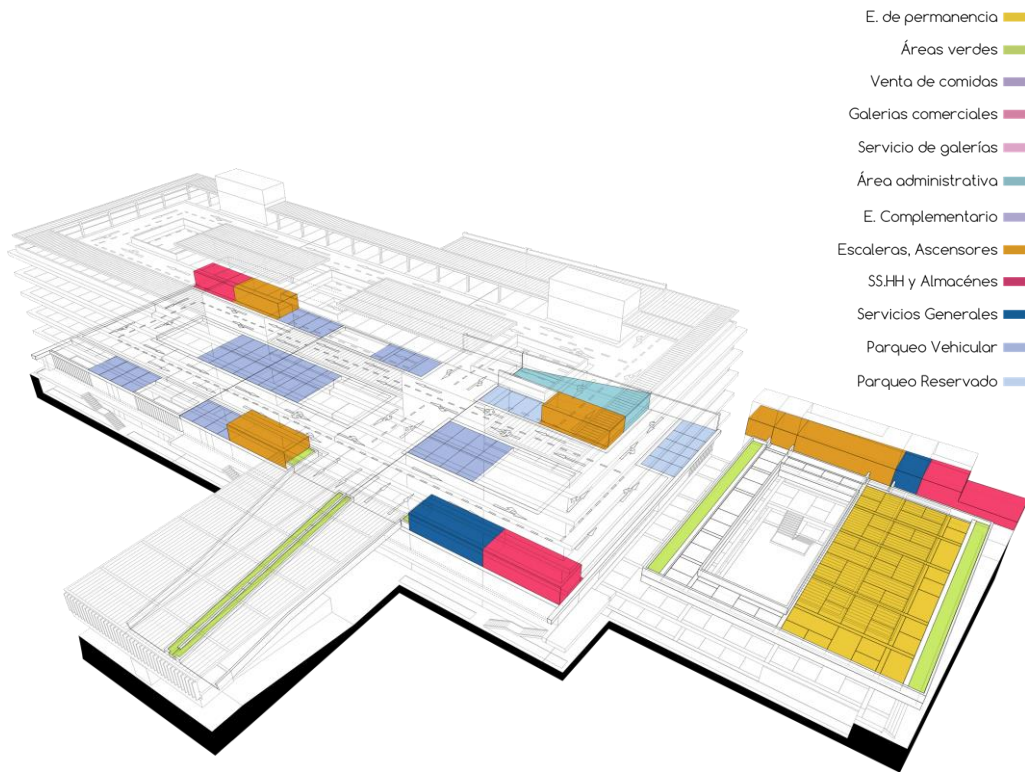 E. de permanencia
Áreas verdes
Venta de comidas
Galerias comerciales
Servicio de galerías
Área administrativa
E. Complementario
Escaleras, Ascensores
SS.HH y Almacénes
Servicios Generales
Parqueo Vehicular
Parqueo Reservado